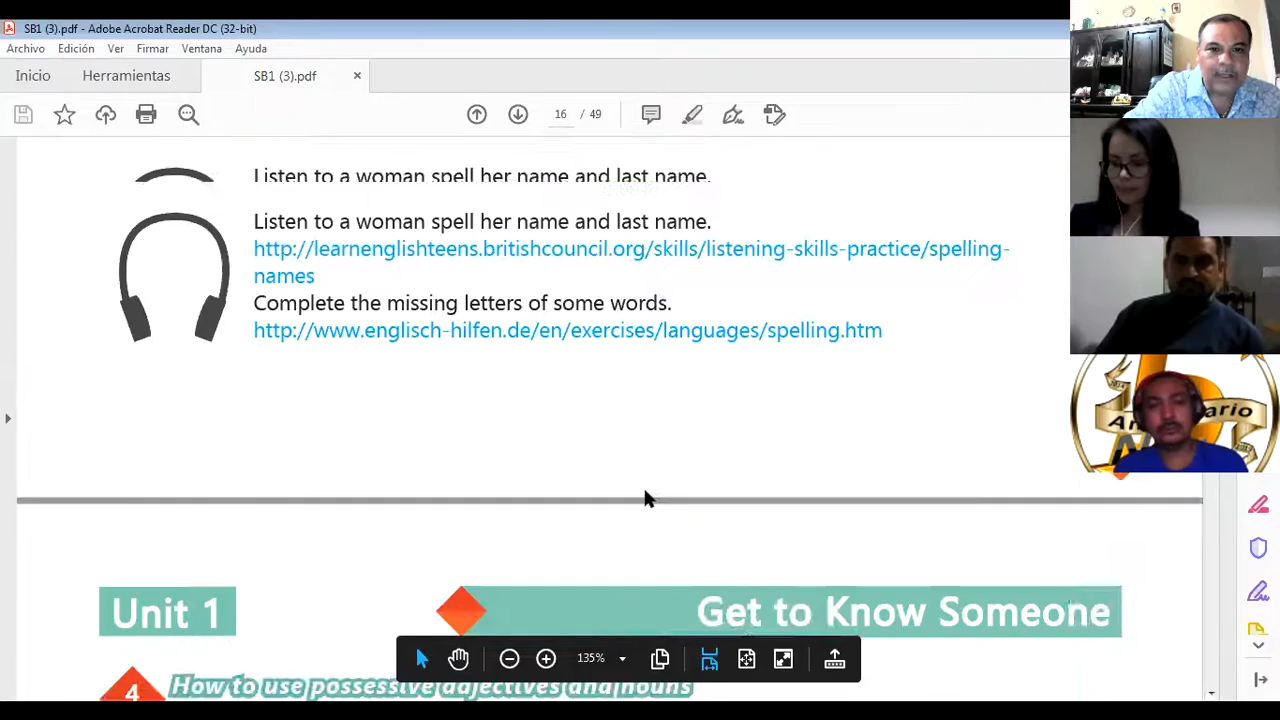 SB1 (3).pdf - Adobe Acrobat Reader DC (32-bit)
Archivo Edición Ver Firmar Ventana Ayuda
Inicio Herramientas SB1 (3).pdf ×
16 / 49
Listen to a woman spell her name and last name.
Listen to a woman spell her name and last name.
http://learnenglishteens.britishcouncil.org/skills/listening-skills-practice/spelling-
names
Complete the missing letters of some words.
http://www.englisch-hilfen.de/en/exercises/languages/spelling.htm
Unit 1 Get to Know Someone
135%
4 How to use possessive adjectives and nouns